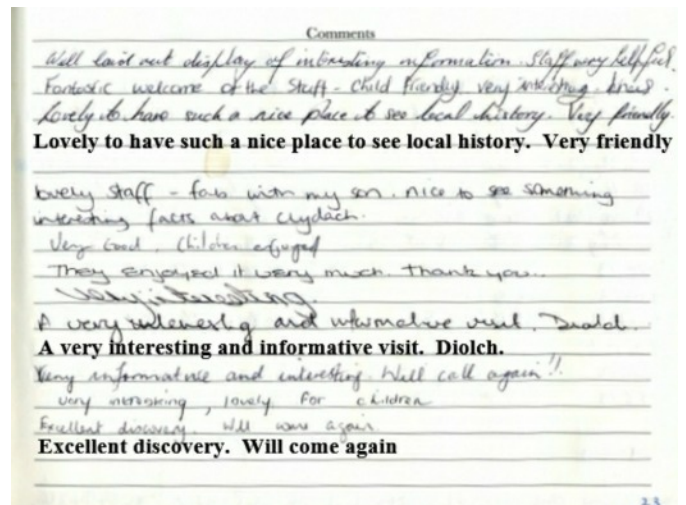 Comments
Well laid out display of interesting information. Staff very helpful.
Fantastic welcome of the Staff - Child friendly very interesting
Lovely to have such a nice place to see local history. Very friendly.
Lovely to have such a nice place to see local history. Very friendly
Lovely staff - fab with my son. nice to see something
interesting facts about Clydach.
Very Good. Children enjoyed
They enjoyed it very much. Thank you...
Very interesting.
A very interesting and informative visit. Diolch.
A very interesting and informative visit. Diolch.
Very informative and interesting. Will call again!!
very interesting, lovely for children
Excellent discovery. Will come again.
Excellent discovery. Will come again
23